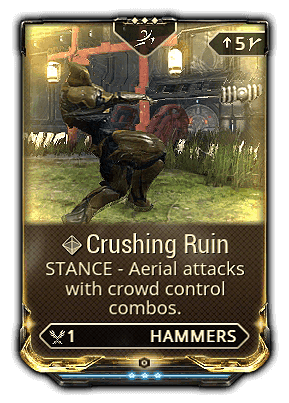 5
Crushing Ruin
STANCE - Aerial attacks
with crowd control
combos.
1 HAMMERS